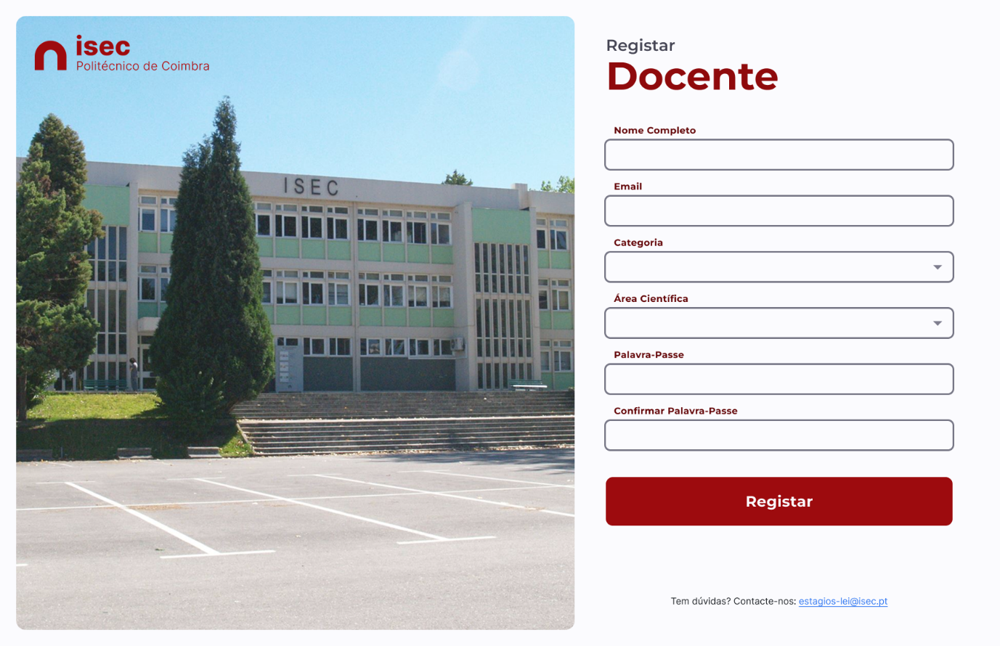 isec
Politécnico de Coimbra
ISEC
Registar
Docente
Nome Completo
Email
Categoria
Área Científica
Palavra-Passe
Confirmar Palavra-Passe
Registar
Tem dúvidas? Contacte-nos: estagios-lei@isec.pt